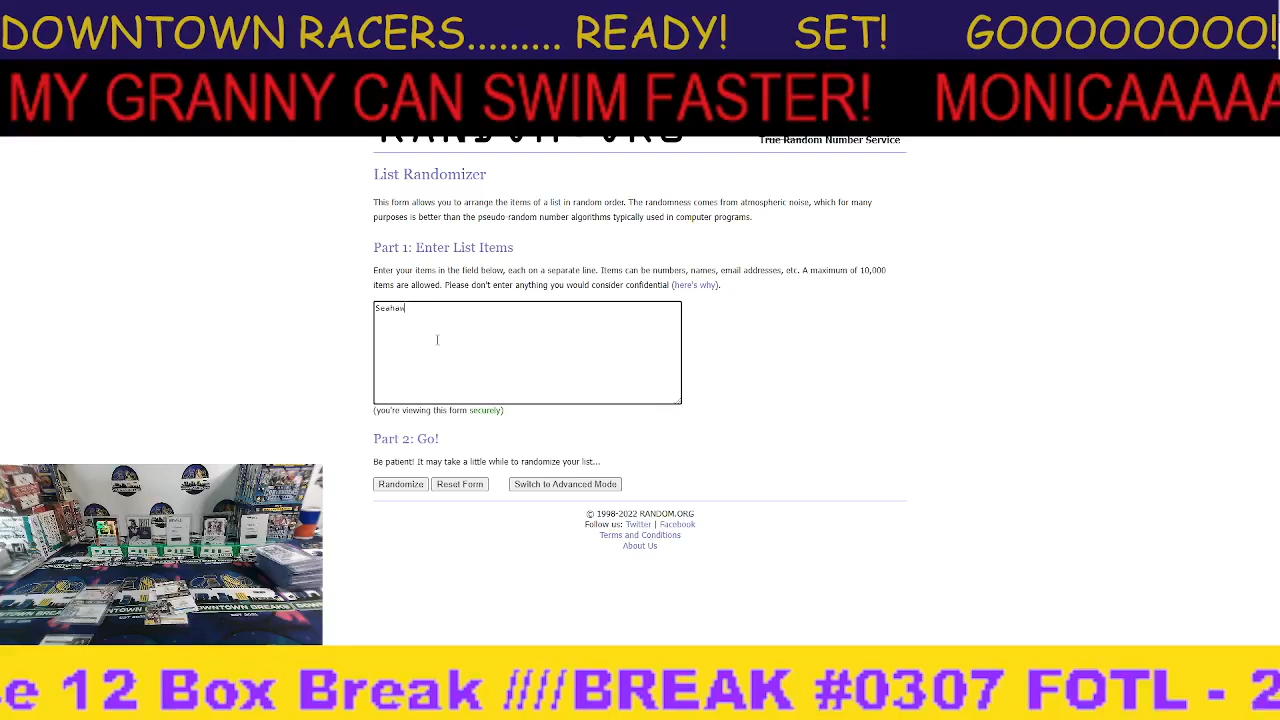 DOWNTOWN RACERS......... READY! SET! GOOOOOOOO!
MY GRANNY CAN SWIM FASTER! MONICAAAAA
RANDOM.ORG
True Random Number Service
List Randomizer
This form allows you to arrange the items of a list in random order. The randomness comes from atmospheric noise, which for many
purposes is better than the pseudo-random number algorithms typically used in computer programs.
Part 1: Enter List Items
Enter your items in the field below, each on a separate line. Items can be numbers, names, email addresses, etc. A maximum of 10,000
items are allowed. Please don't enter anything you would consider confidential (here's why).
Seahaw
(you're viewing this form securely)
Part 2: Go!
Be patient! It may take a little while to randomize your list...
Randomize Reset Form Switch to Advanced Mode
© 1998-2022 RANDOM.ORG
Follow us: Twitter | Facebook
Terms and Conditions
About Us
DOWNTOWN BREAKS
e 12 Box Break ////BREAK #0307 FOTL - 2